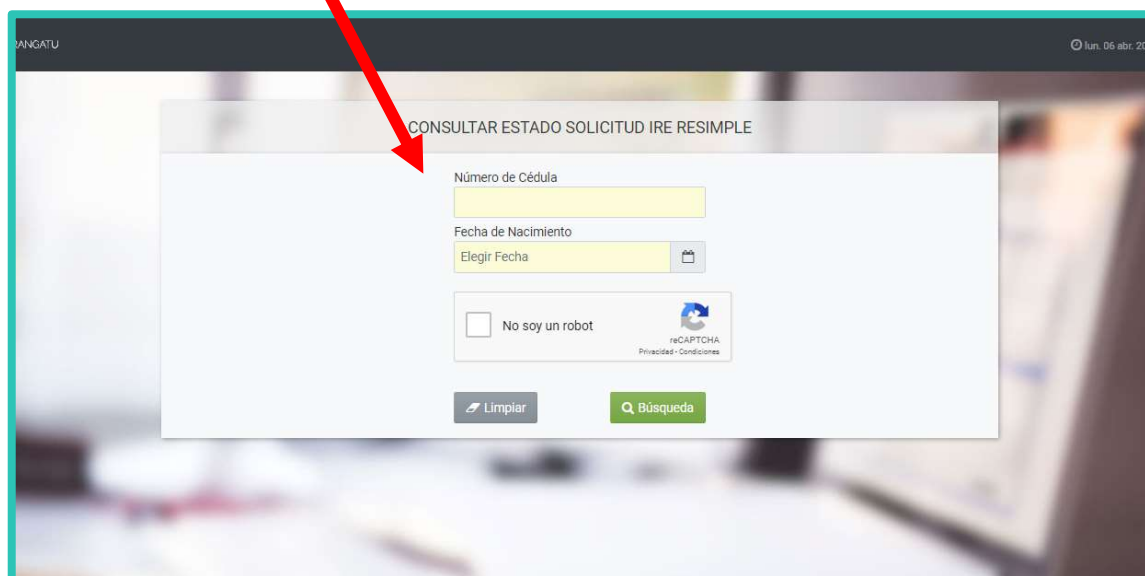 RANGATU
lun. 06 abr. 20
CONSULTAR ESTADO SOLICITUD IRE RESIMPLE
Número de Cédula
Fecha de Nacimiento
Elegir Fecha
No soy un robot
reCAPTCHA
Privacidad - Condiciones
Limpiar
Búsqueda